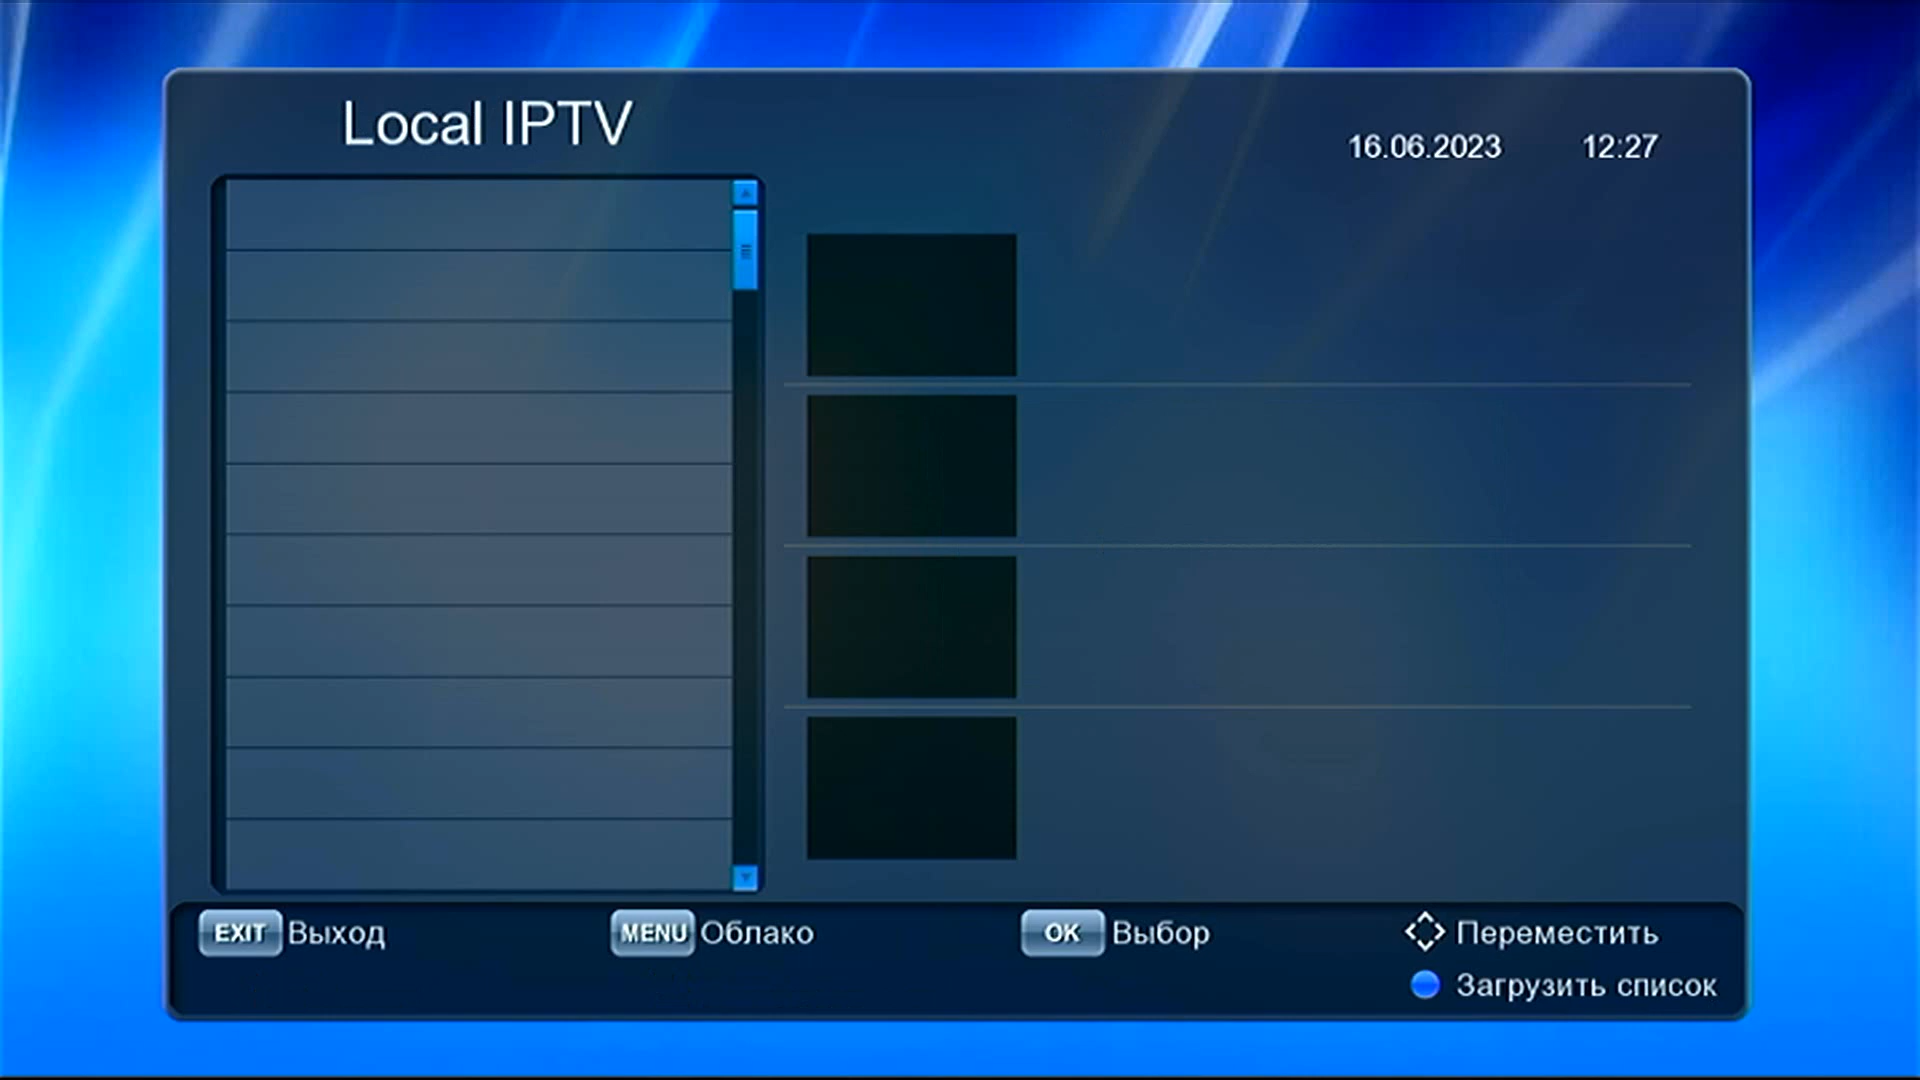 Local IPTV
16.06.2023 12:27
EXIT Выход MENU Облако OK Выбор Переместить
Загрузить список